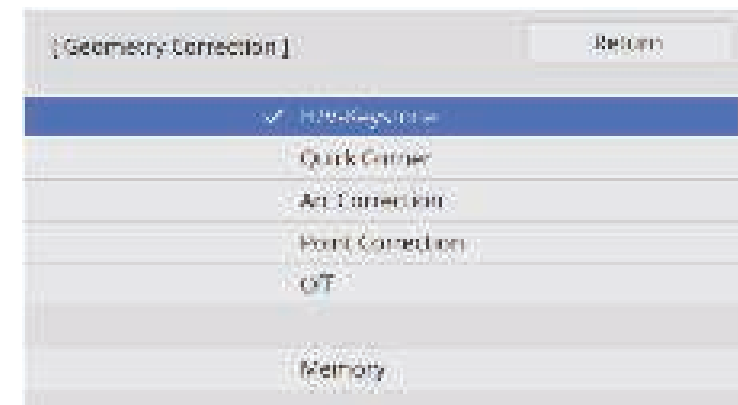 [ Geometry Correction ]
Return
H/V-Keystone
Quick Corner
Arc Correction
Point Correction
Off
Memory